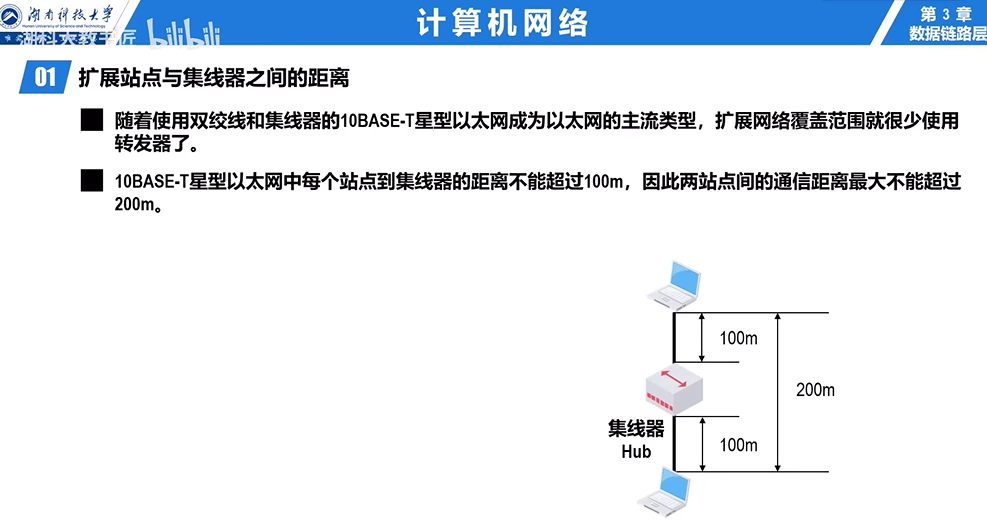 湖南科技大学
Hunan University of Science and Technology
湖科大教书匠
bilibili
计算机网络
第 3 章
数据链路层
01 扩展站点与集线器之间的距离
随着使用双绞线和集线器的10BASE-T星型以太网成为以太网的主流类型，扩展网络覆盖范围就很少使用
转发器了。
10BASE-T星型以太网中每个站点到集线器的距离不能超过100m，因此两站点间的通信距离最大不能超过
200m。
100m
200m
集线器
Hub
100m